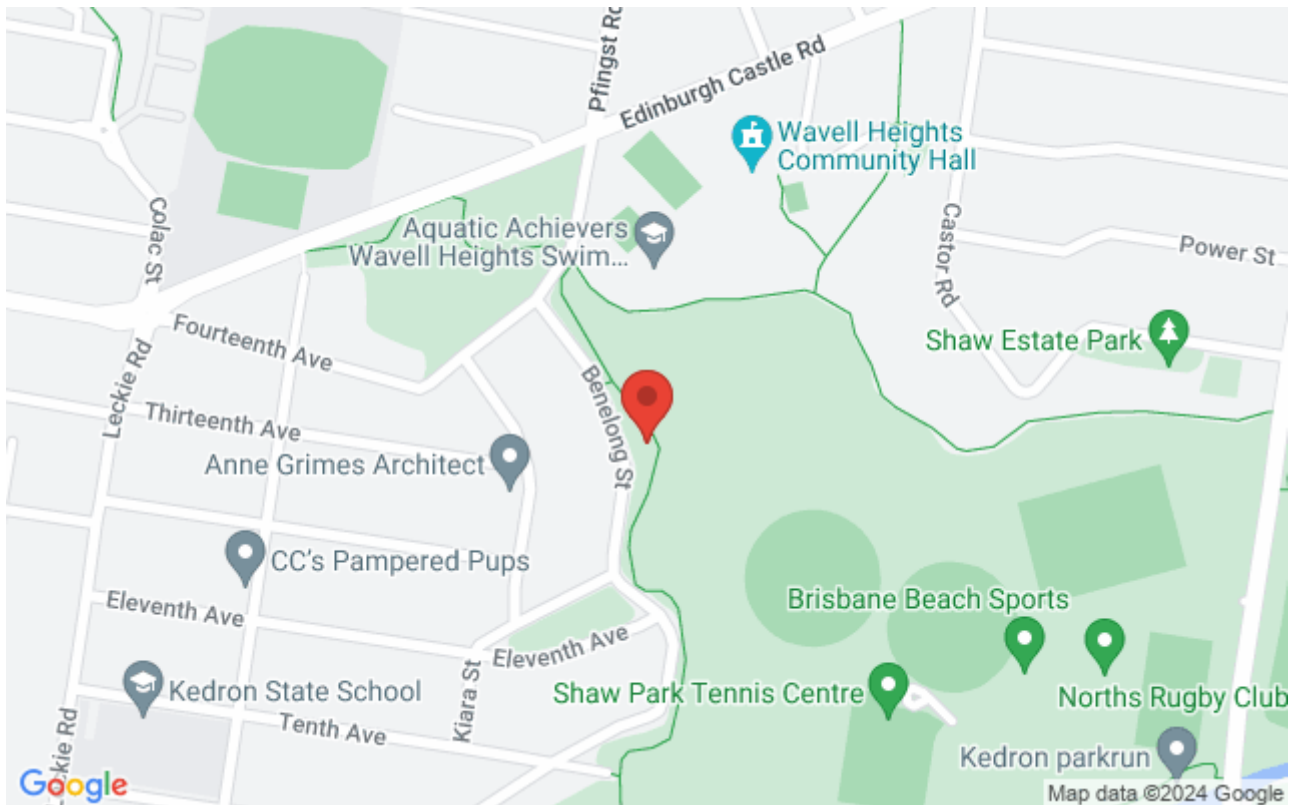 Pfingst Rd
Edinburgh Castle Rd
Wavell Heights
Community Hall
Colac St
Aquatic Achievers
Wavell Heights Swim...
Castor Rd
Power St
Fourteenth Ave
Shaw Estate Park
Leckie Rd
Benelong St
Thirteenth Ave
Anne Grimes Architect
CC's Pampered Pups
Brisbane Beach Sports
Eleventh Ave
Eleventh Ave
Kiara St
Kedron State School
Shaw Park Tennis Centre
Norths Rugby Club
Tenth Ave
Leckie Rd
Kedron parkrun
Google
Map data ©2024 Google